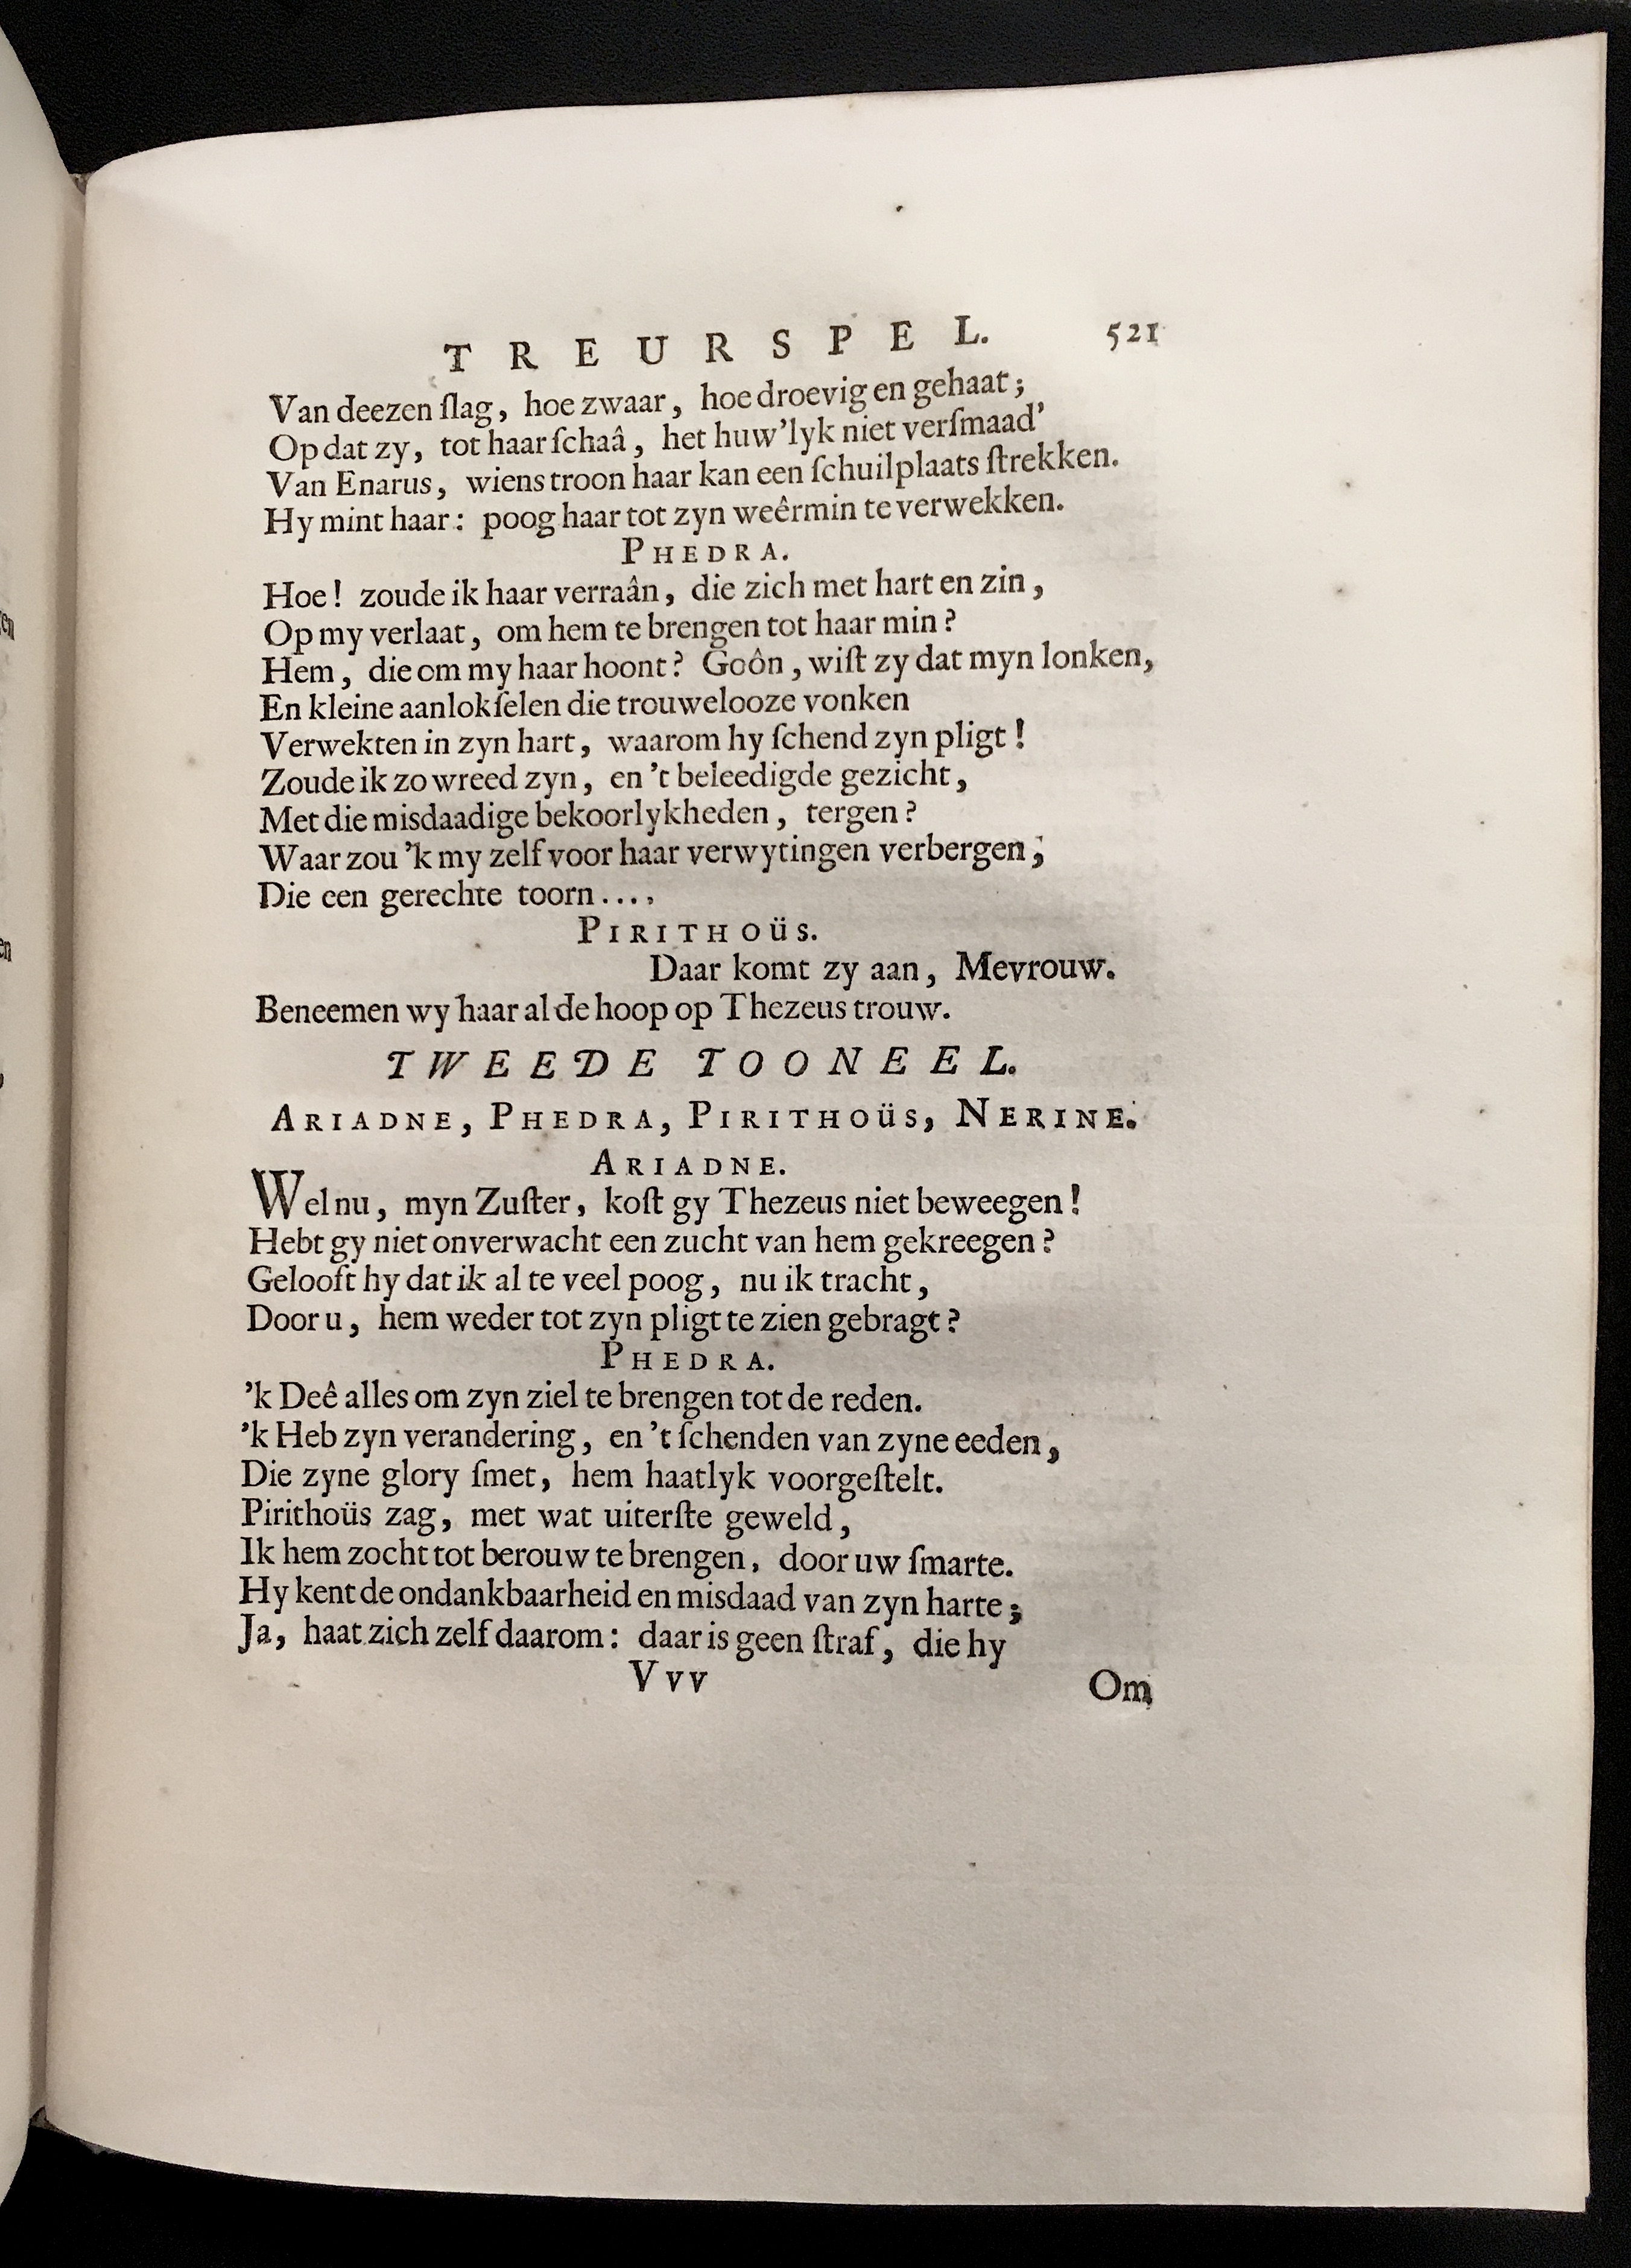 TREURSPEL. 521
Van deezen ſlag, hoe zwaar, hoe droevig en gehaat;
Op dat zy, tot haar ſchaâ, het huw'lyk niet verſmaad'
Van Enarus, wiens troon haar kan een ſchuilplaats ſtrekken.
Hy mint haar: poog haar tot zyn weêrmin te verwekken.
PHEDRA.
Hoe! zoude ik haar verraân, die zich met hart en zin,
Op my verlaat, om hem te brengen tot haar min?
Hem, die om my haar hoont? Goôn, wiſt zy dat myn lonken,
En kleine aanlokſelen die trouwelooze vonken
Verwekten in zyn hart, waarom hy ſchend zyn pligt!
Zoude ik zo wreed zyn, en 't beleedigde gezicht,
Met die misdaadige bekoorlykheden, tergen?
Waar zou 'k my zelf voor haar verwytingen verbergen;
Die een gerechte toorn....
PIRITHOÜS.
Daar komt zy aan, Mevrouw.
Beneemen wy haar al de hoop op Thezeus trouw.
TWEEDE TOONEEL.
ARIADNE, PHEDRA, PIRITHOÜS, NERINE.
ARIADNE.
Wel nu, myn Zuſter, koſt gy Thezeus niet beweegen!
Hebt gy niet onverwacht een zucht van hem gekreegen?
Gelooft hy dat ik al te veel poog, nu ik tracht,
Door u, hem weder tot zyn pligt te zien gebragt?
PHEDRA.
'k Deê alles om zyn ziel te brengen tot de reden.
'k Heb zyn verandering, en 't ſchenden van zyne eeden,
Die zyne glory ſmet, hem haatlyk voorgeſtelt.
Pirithoüs zag, met wat uiterſte geweld,
Ik hem zocht tot berouw te brengen, door uw ſmarte.
Hy kent de ondankbaarheid en misdaad van zyn harte;
Ja, haat zich zelf daarom: daar is geen ſtraf, die hy
Vvv Om